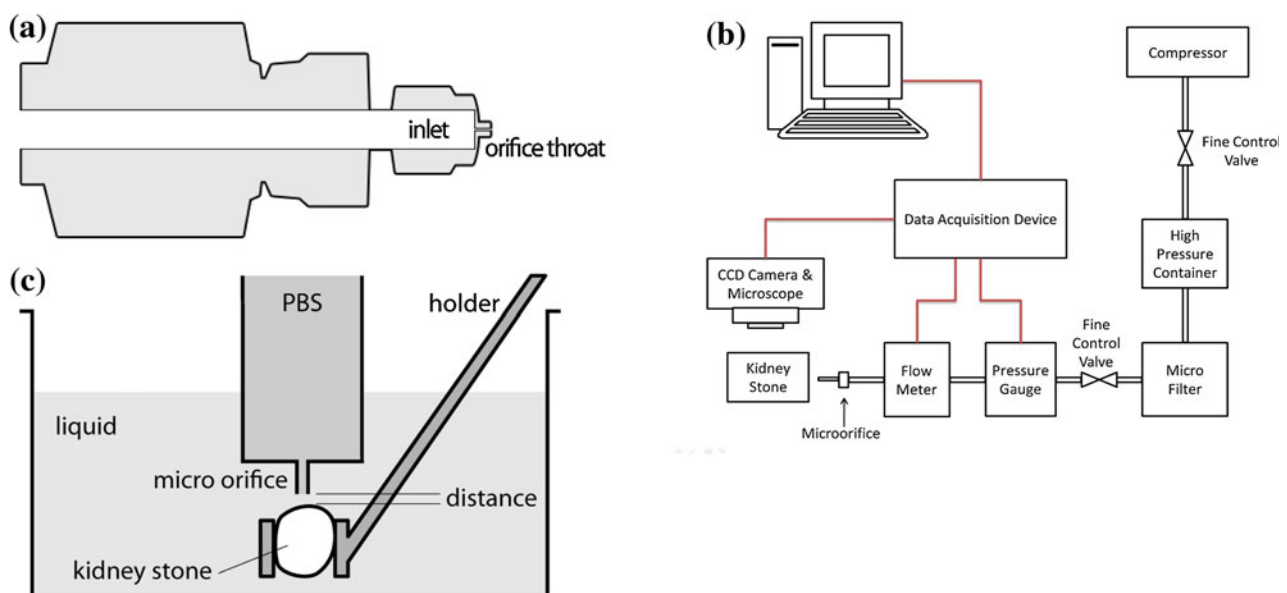 (a)
inlet
orifice throat
(b)
Compressor
Fine Control
Valve
Data Acquisition Device
High
Pressure
Container
CCD Camera &
Microscope
Fine
Control
Valve
Kidney
Stone
Flow
Meter
Pressure
Gauge
Micro
Filter
Microorifice
(c)
PBS
holder
liquid
micro orifice
distance
kidney stone